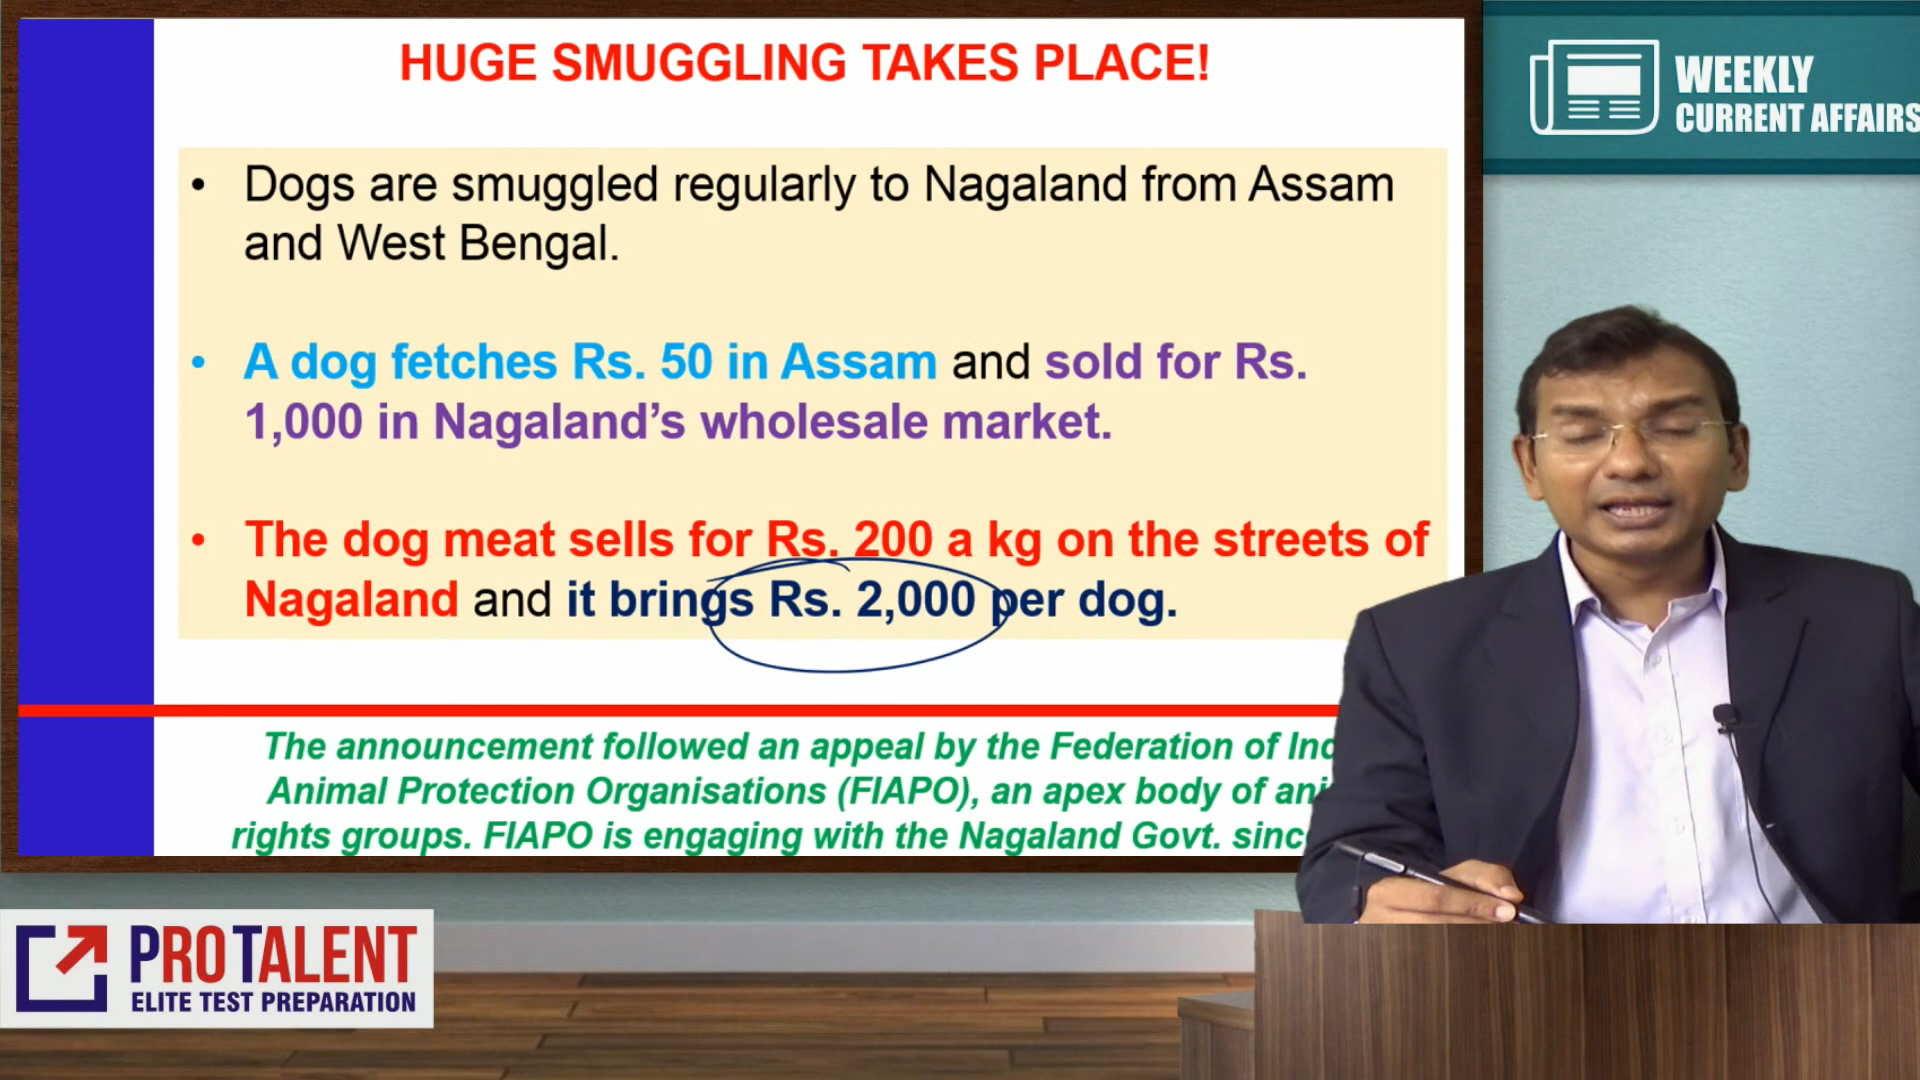 HUGE SMUGGLING TAKES PLACE!
• Dogs are smuggled regularly to Nagaland from Assam
and West Bengal.
• A dog fetches Rs. 50 in Assam and sold for Rs.
1,000 in Nagaland’s wholesale market.
• The dog meat sells for Rs. 200 a kg on the streets of
Nagaland and it brings Rs. 2,000 per dog.
The announcement followed an appeal by the Federation of
Animal Protection Organisations (FIAPO), an apex body of
rights groups. FIAPO is engaging with the Nagaland Govt.
WEEKLY
CURRENT AFFAIRS
PROTALENT
ELITE TEST PREPARATION